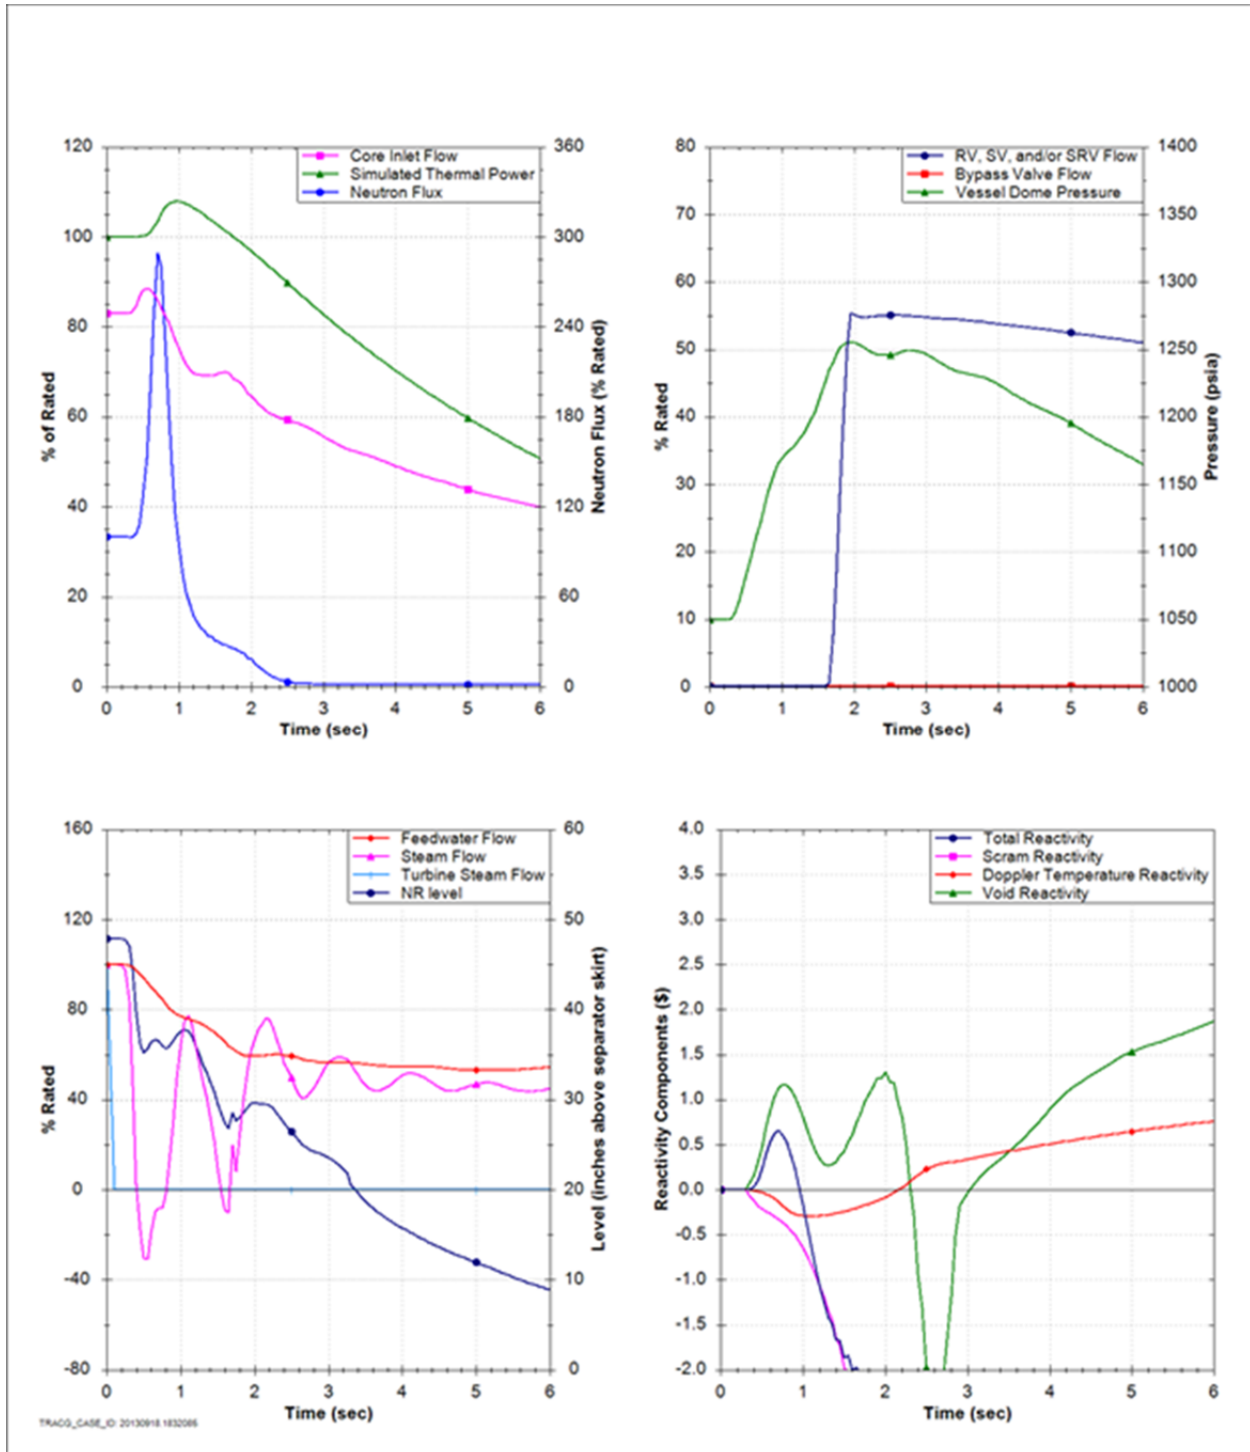 120
100
80
60
40
20
0
% of Rated
360
300
240
180
120
60
0
Neutron Flux (% Rated)
Core Inlet Flow
Simulated Thermal Power
Neutron Flux
0 1 2 3 4 5 6
Time (sec)
80
70
60
50
40
30
20
10
0
% Rated
1400
1350
1300
1250
1200
1150
1100
1050
1000
Pressure (psia)
RV, SV, and/or SRV Flow
Bypass Valve Flow
Vessel Dome Pressure
0 1 2 3 4 5 6
Time (sec)
160
120
80
40
0
-40
-80
% Rated
60
50
40
30
20
10
0
Level (inches above separator skirt)
Feedwater Flow
Steam Flow
Turbine Steam Flow
NR level
0 1 2 3 4 5 6
Time (sec)
4.0
3.5
3.0
2.5
2.0
1.5
1.0
0.5
0.0
-0.5
-1.0
-1.5
-2.0
Reactivity Components ($)
Total Reactivity
Scram Reactivity
Doppler Temperature Reactivity
Void Reactivity
0 1 2 3 4 5 6
Time (sec)
TRACG_CASE_ID: 20130918.1832085